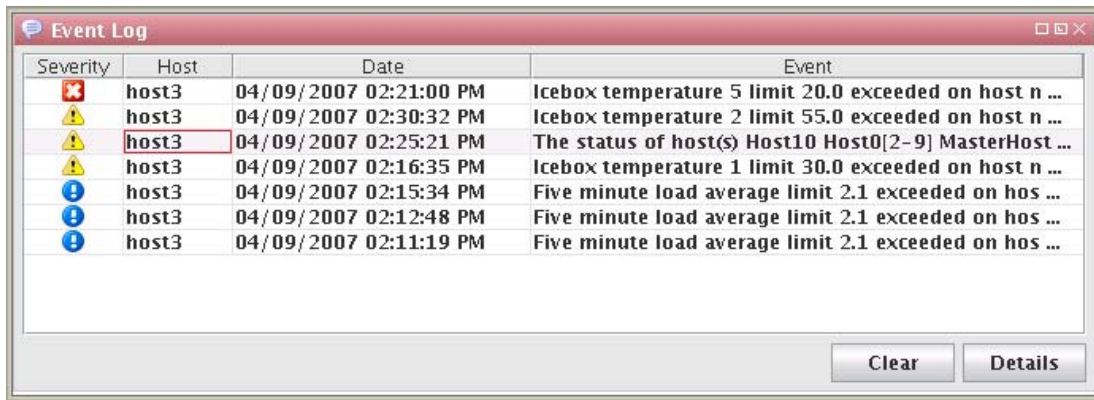 Event Log
Severity Host Date Event
host3 04/09/2007 02:21:00 PM Icebox temperature 5 limit 20.0 exceeded on host n ...
host3 04/09/2007 02:30:32 PM Icebox temperature 2 limit 55.0 exceeded on host n ...
host3 04/09/2007 02:25:21 PM The status of host(s) Host10 Host0[2-9] MasterHost ...
host3 04/09/2007 02:16:35 PM Icebox temperature 1 limit 30.0 exceeded on host n ...
host3 04/09/2007 02:15:34 PM Five minute load average limit 2.1 exceeded on hos ...
host3 04/09/2007 02:12:48 PM Five minute load average limit 2.1 exceeded on hos ...
host3 04/09/2007 02:11:19 PM Five minute load average limit 2.1 exceeded on hos ...
Clear Details